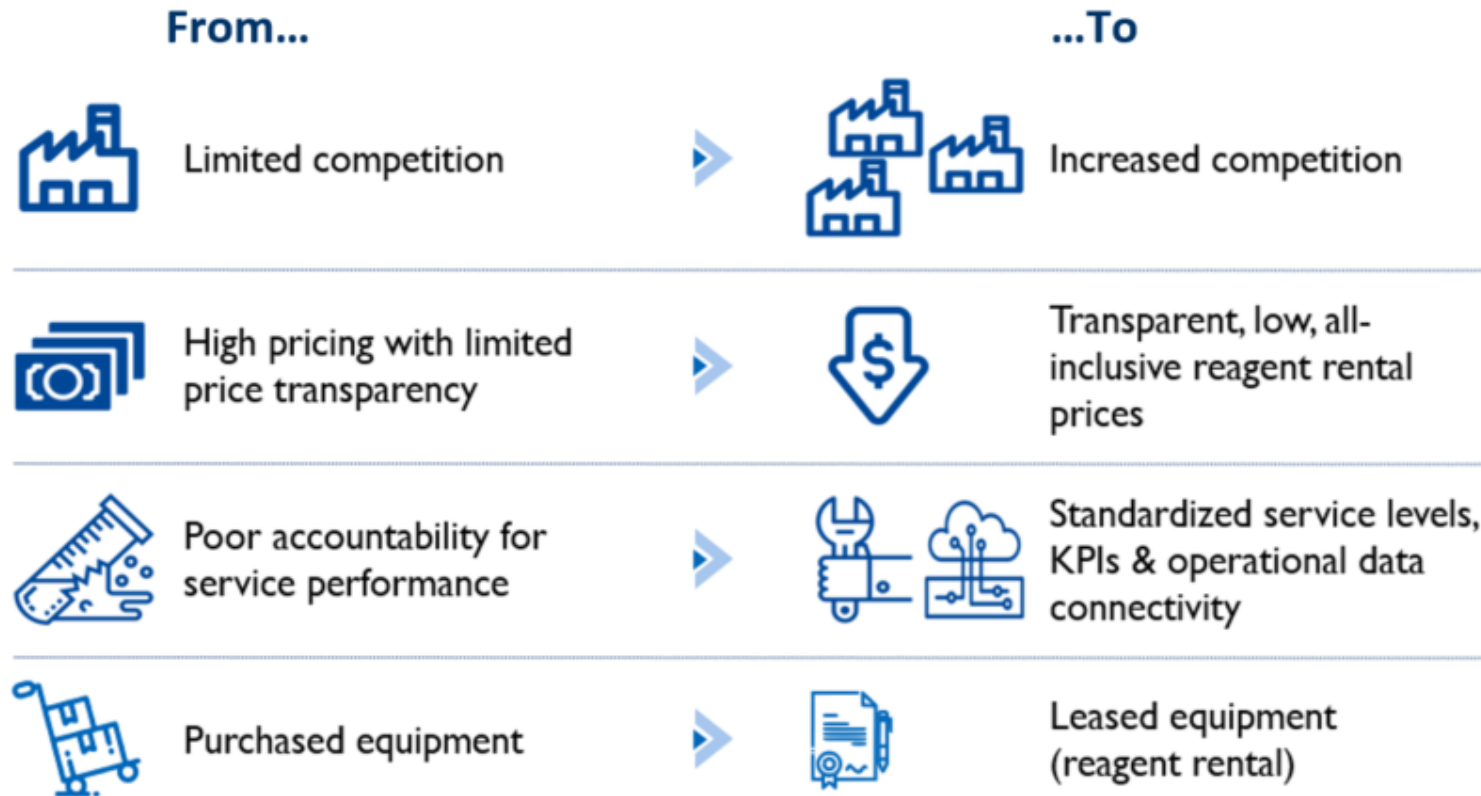 From...
...To
Limited competition
Increased competition
High pricing with limited
price transparency
$
Transparent, low, all-
inclusive reagent rental
prices
Poor accountability for
service performance
Standardized service levels,
KPIs & operational data
connectivity
Purchased equipment
Leased equipment
(reagent rental)